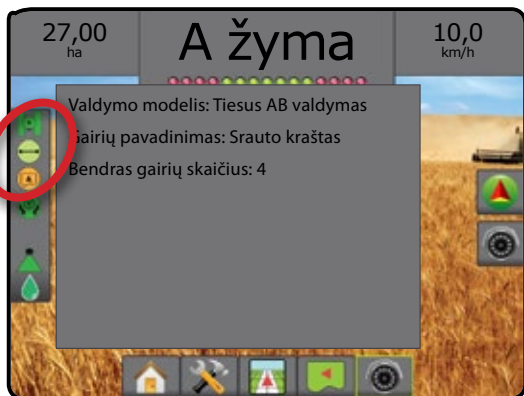 27,00
ha
A žyma
10,0
km/h
Valdymo modelis: Tiesus AB valdymas
Gairių pavadinimas: Srauto kraštas
Bendras gairių skaičius: 4